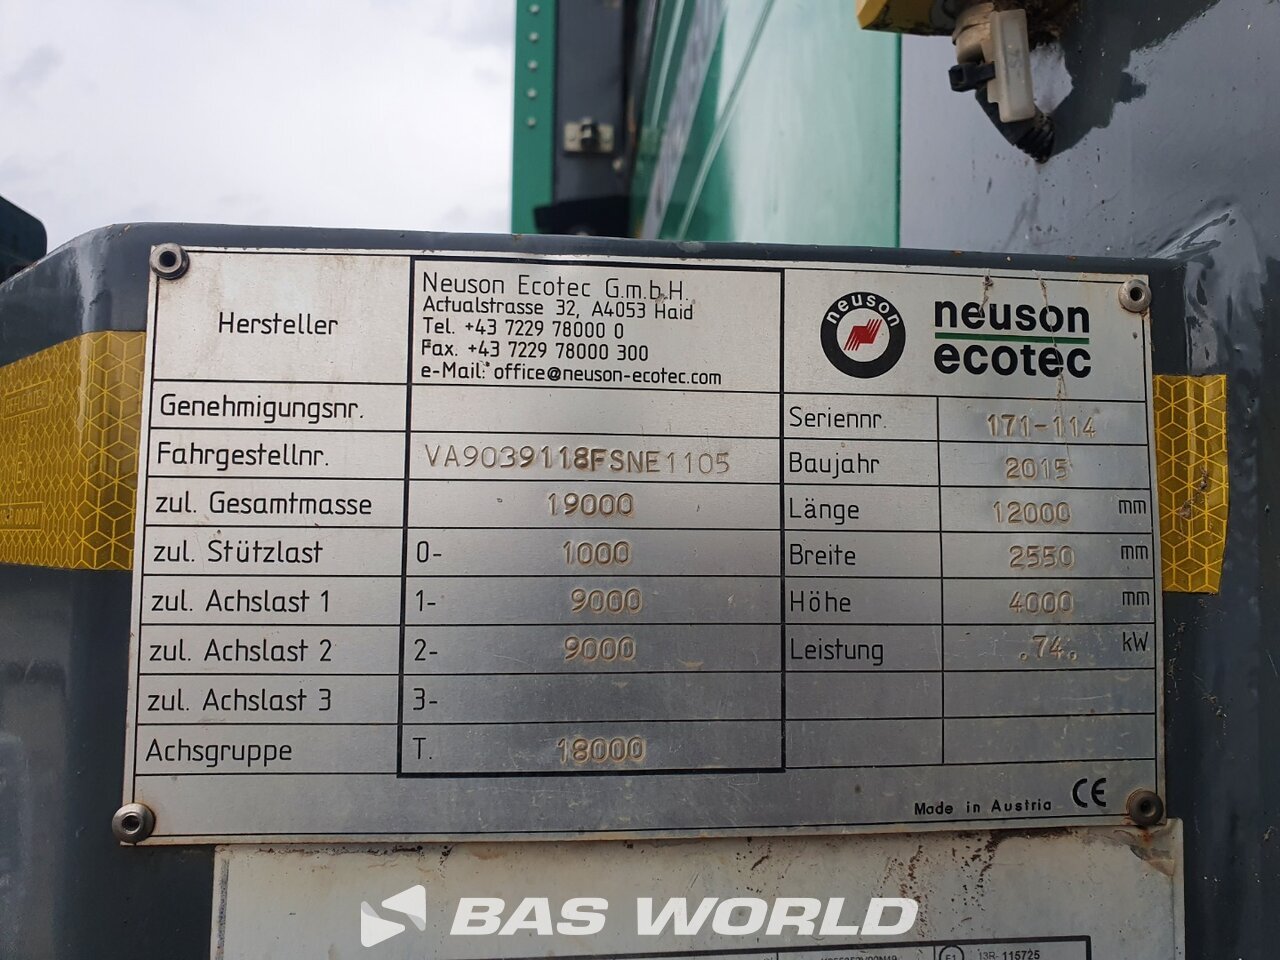 Hersteller
Neuson Ecotec G.m.b.H.
Actualstrasse 32, A4053 Haid
Tel. +43 7229 78000 0
Fax. +43 7229 78000 300
e-Mail: office@neuson-ecotec.com
neuson
neuson
ecotec
Genehmigungsnr.
Fahrgestellnr. VA9039118FSNE1105
zul. Gesamtmasse 19000
zul. Stützlast 0- 1000
zul. Achslast 1 1- 9000
zul. Achslast 2 2- 9000
zul. Achslast 3 3-
Achsgruppe T. 18000
Seriennr. 171-114
Baujahr 2015
Länge 12000 mm
Breite 2550 mm
Höhe 4000 mm
Leistung .74. kW
Made in Austria CE
BAS WORLD
E1 13R- 115725